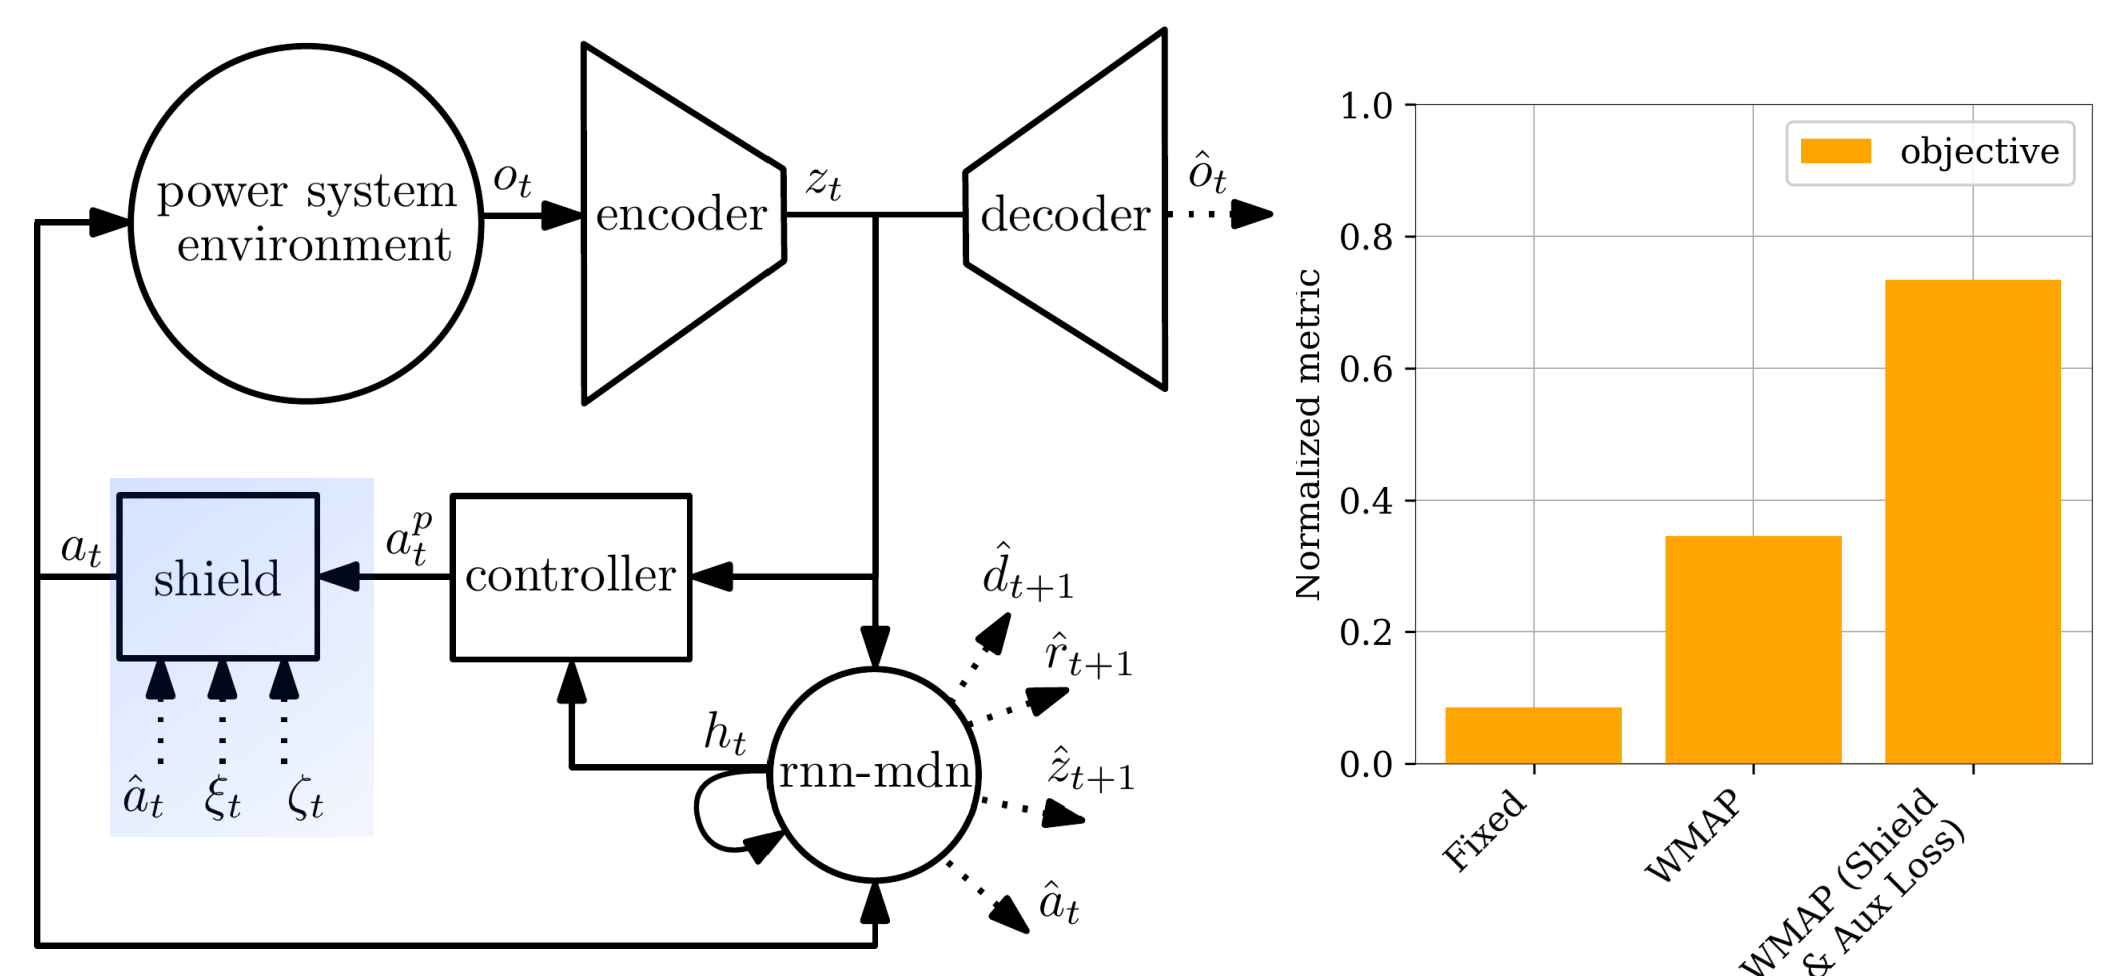 power system
environment
o_t
encoder
z_t
decoder
ô_t
a_t
shield
a_t^p
controller
d̂_{t+1}
r̂_{t+1}
h_t
rnn-mdn
ẑ_{t+1}
â_t
ξ_t
ζ_t
â_t
1.0
0.8
0.6
0.4
0.2
0.0
Normalized metric
objective
Fixed
WMAP
WMAP (Shield
& Aux Loss)